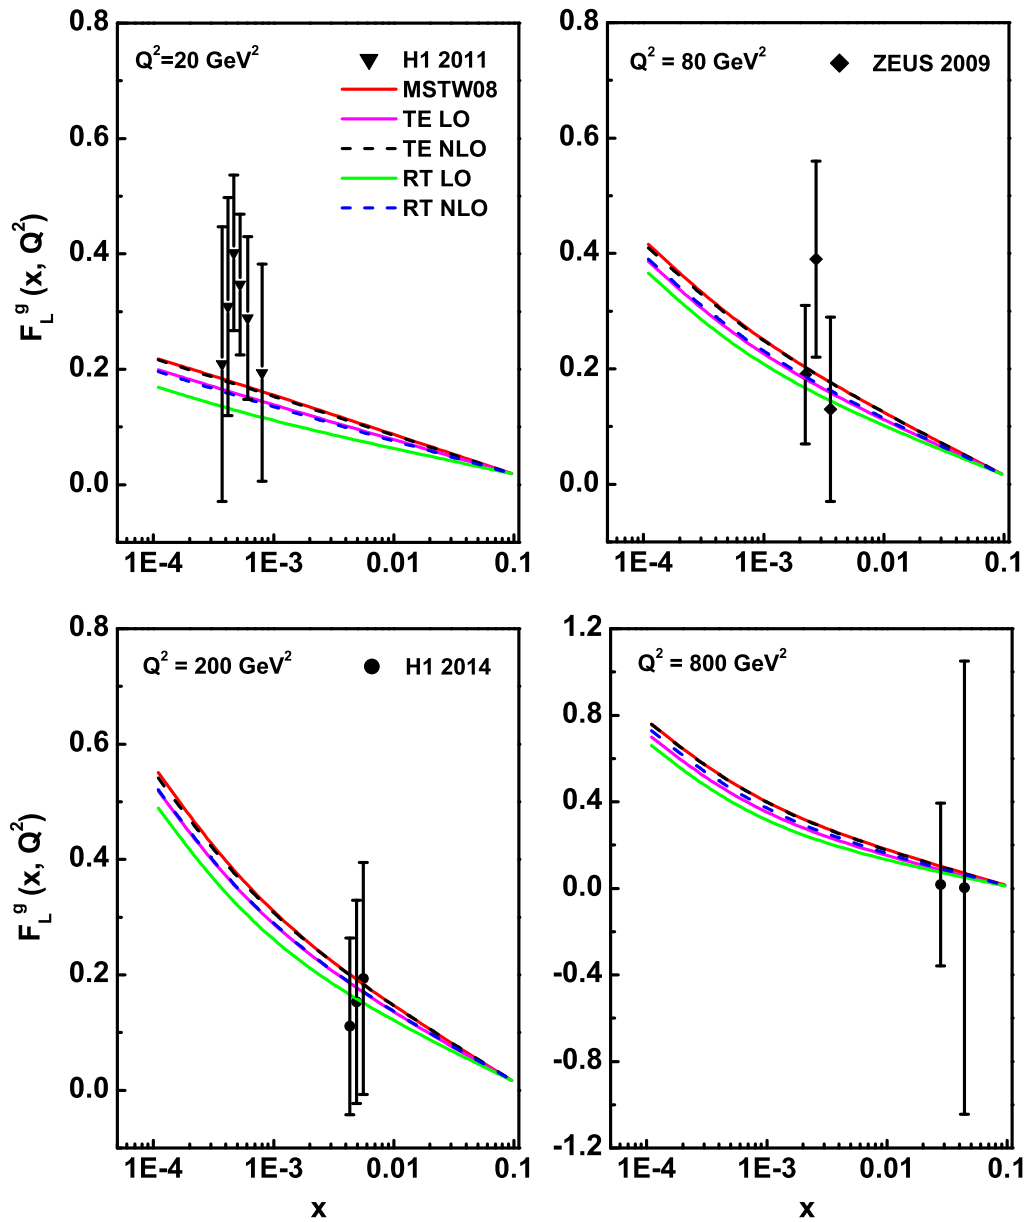 0.8
Q²=20 GeV²
H1 2011
MSTW08
TE LO
TE NLO
RT LO
RT NLO
0.6
0.4
0.2
0.0
F_L^g (x, Q²)
1E-4 1E-3 0.01 0.1
0.8
Q² = 80 GeV²
ZEUS 2009
0.6
0.4
0.2
0.0
1E-4 1E-3 0.01 0.1
0.8
Q² = 200 GeV²
H1 2014
0.6
0.4
0.2
0.0
F_L^g (x, Q²)
1E-4 1E-3 0.01 0.1
x
1.2
Q² = 800 GeV²
0.8
0.4
0.0
-0.4
-0.8
-1.2
1E-4 1E-3 0.01 0.1
x